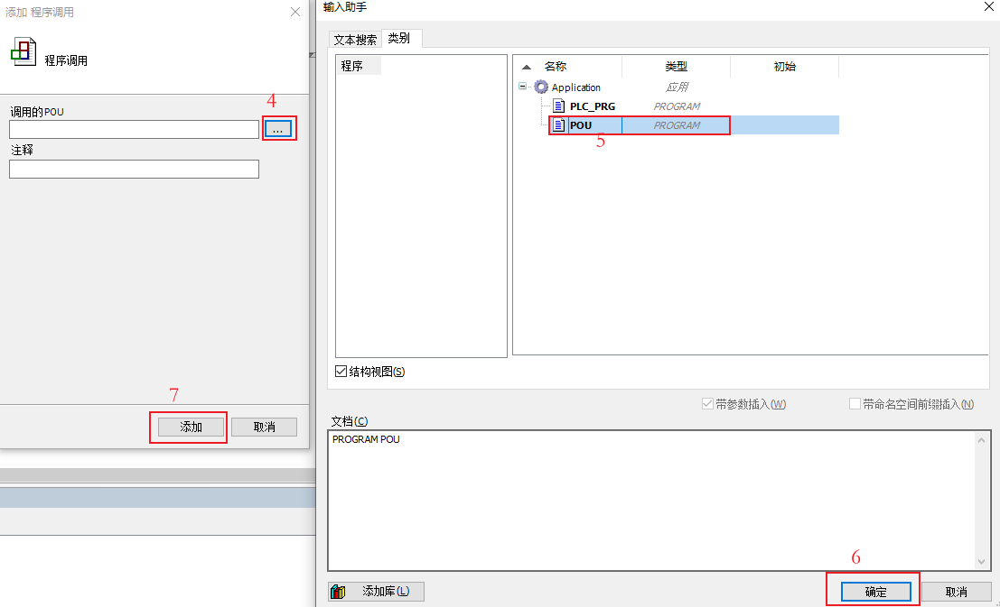 添加 程序调用
程序调用
4
调用的POU
...
注释
7
添加
取消
输入助手
文本搜索
类别
程序
名称
类型
初始
Application
应用
PLC_PRG
PROGRAM
POU
PROGRAM
5
结构视图(S)
带参数插入(W)
带命名空间前缀插入(N)
文档(C)
PROGRAM POU
6
添加库(L)
确定
取消